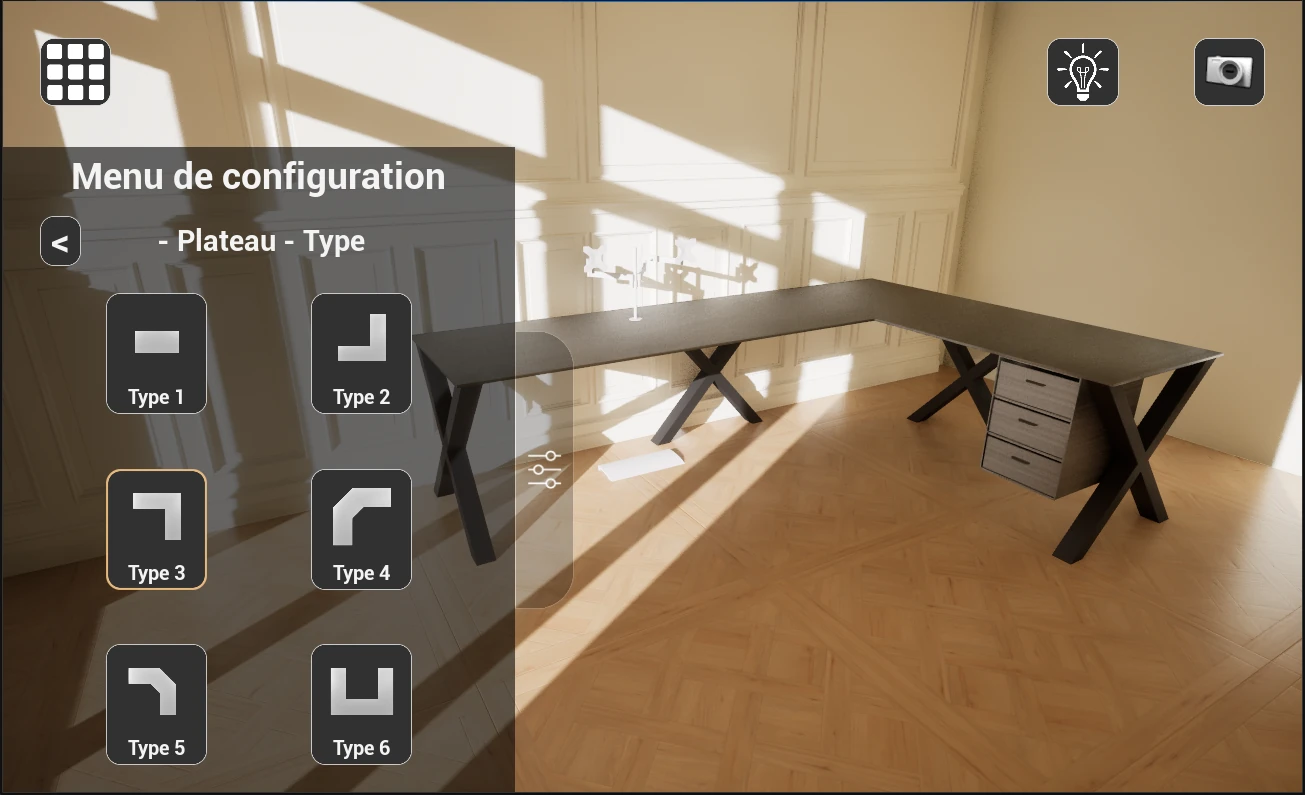 Menu de configuration
<
- Plateau - Type
Type 1
Type 2
Type 3
Type 4
Type 5
Type 6